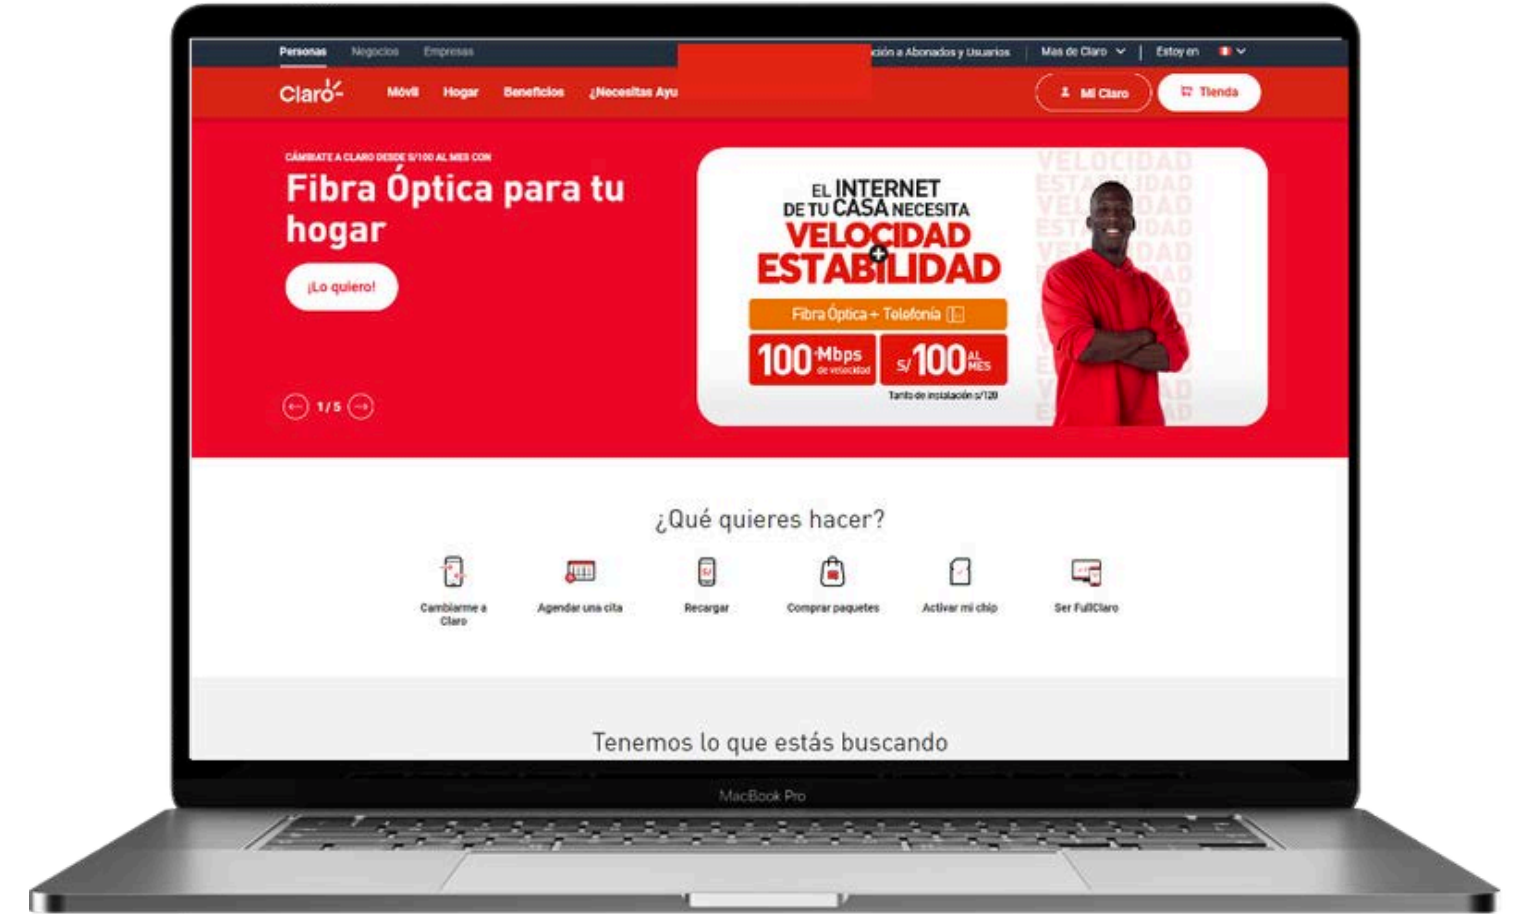 Personas Negocios Empresas
ción a Abonados y Usuarios Mas de Claro Estoy en
Claro Móvil Hogar Beneficios ¿Necesitas Ayu Mi Claro Tienda
CÁMBIATE A CLARO DESDE S/100 AL MES CON
Fibra Óptica para tu
hogar
¡Lo quiero!
1/5
EL INTERNET
DE TU CASA NECESITA
VELOCIDAD
+
ESTABILIDAD
Fibra Óptica + Telefonía
100 Mbps
de velocidad
S/100 AL
MES
Tarifa de instalación s/120
VELOCIDAD
ESTABILIDAD
¿Qué quieres hacer?
Cambiarme a
Claro
Agendar una cita
Recargar
Comprar paquetes
Activar mi chip
Ser FullClaro
Tenemos lo que estás buscando
MacBook Pro